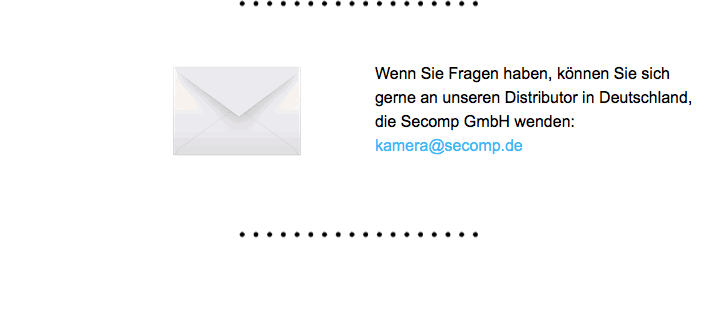 Wenn Sie Fragen haben, können Sie sich
gerne an unseren Distributor in Deutschland,
die Secomp GmbH wenden:
kamera@secomp.de